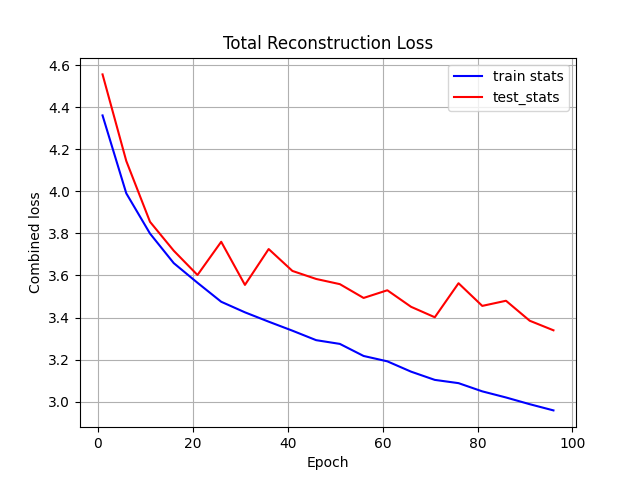 Total Reconstruction Loss
train stats
test_stats
Combined loss
4.6
4.4
4.2
4.0
3.8
3.6
3.4
3.2
3.0
0 20 40 60 80 100
Epoch